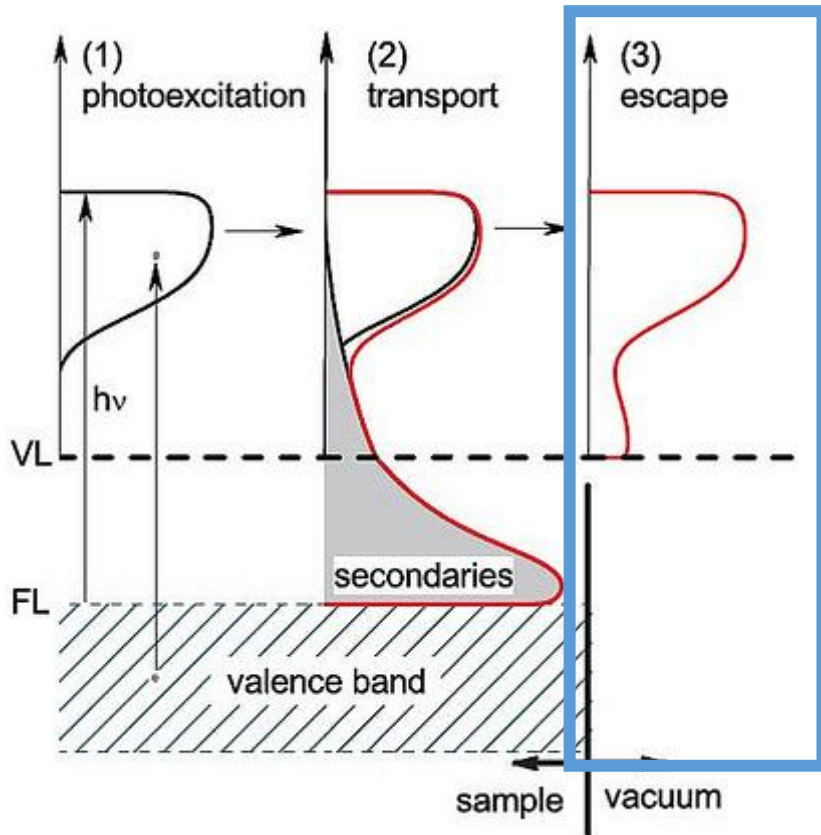 (1)
photoexcitation
(2)
transport
(3)
escape
hν
VL
secondaries
FL
valence band
sample
vacuum